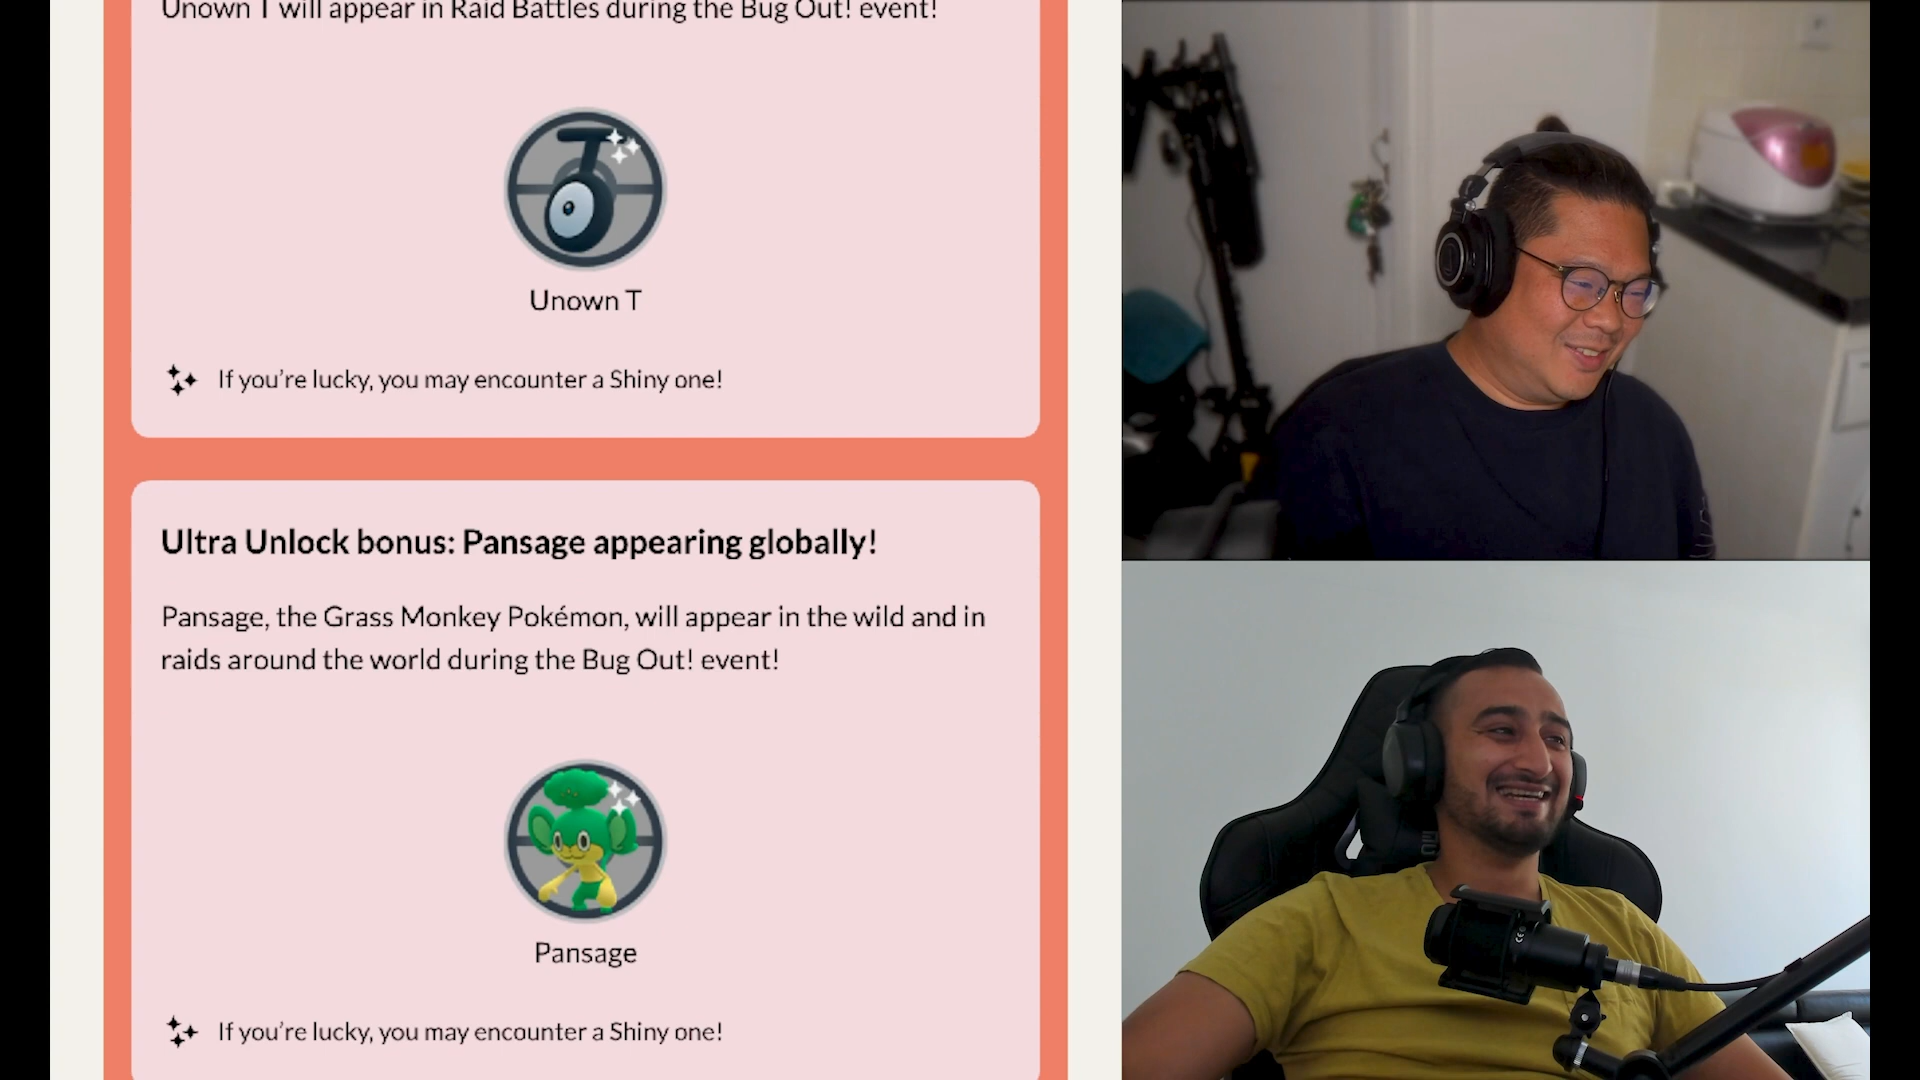 Unown T will appear in Raid Battles during the Bug Out! event!
Unown T
If you’re lucky, you may encounter a Shiny one!
Ultra Unlock bonus: Pansage appearing globally!
Pansage, the Grass Monkey Pokémon, will appear in the wild and in
raids around the world during the Bug Out! event!
Pansage
If you’re lucky, you may encounter a Shiny one!